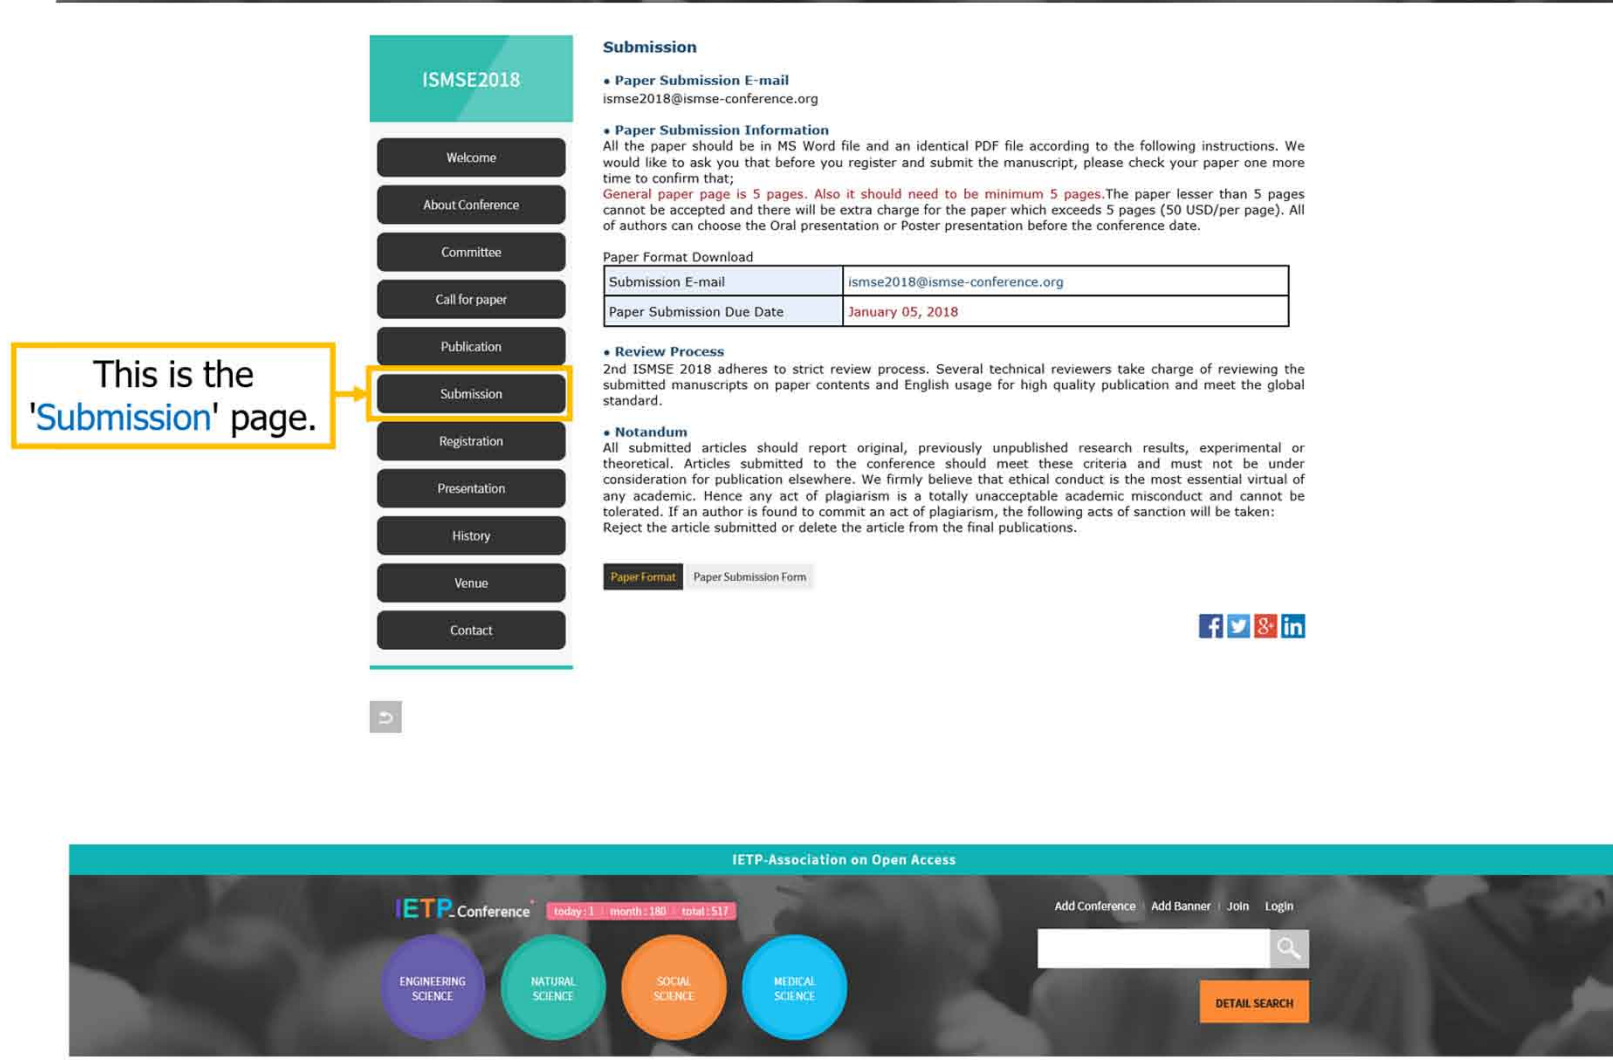 ISMSE2018
Welcome
About Conference
Committee
Call for paper
Publication
Submission
Registration
Presentation
History
Venue
Contact
This is the
'Submission' page.
Submission
• Paper Submission E-mail
ismse2018@ismse-conference.org
• Paper Submission Information
All the paper should be in MS Word file and an identical PDF file according to the following instructions. We
would like to ask you that before you register and submit the manuscript, please check your paper one more
time to confirm that;
General paper page is 5 pages. Also it should need to be minimum 5 pages.The paper lesser than 5 pages
cannot be accepted and there will be extra charge for the paper which exceeds 5 pages (50 USD/per page). All
of authors can choose the Oral presentation or Poster presentation before the conference date.
Paper Format Download
Submission E-mail ismse2018@ismse-conference.org
Paper Submission Due Date January 05, 2018
• Review Process
2nd ISMSE 2018 adheres to strict review process. Several technical reviewers take charge of reviewing the
submitted manuscripts on paper contents and English usage for high quality publication and meet the global
standard.
• Notandum
All submitted articles should report original, previously unpublished research results, experimental or
theoretical. Articles submitted to the conference should meet these criteria and must not be under
consideration for publication elsewhere. We firmly believe that ethical conduct is the most essential virtual of
any academic. Hence any act of plagiarism is a totally unacceptable academic misconduct and cannot be
tolerated. If an author is found to commit an act of plagiarism, the following acts of sanction will be taken:
Reject the article submitted or delete the article from the final publications.
Paper Format Paper Submission Form
f 8+ in
IETP-Association on Open Access
IETP_Conference+ today : 1 | month : 180 | total : 517
Add Conference | Add Banner | Join Login
ENGINEERING
SCIENCE
NATURAL
SCIENCE
SOCIAL
SCIENCE
MEDICAL
SCIENCE
DETAIL SEARCH